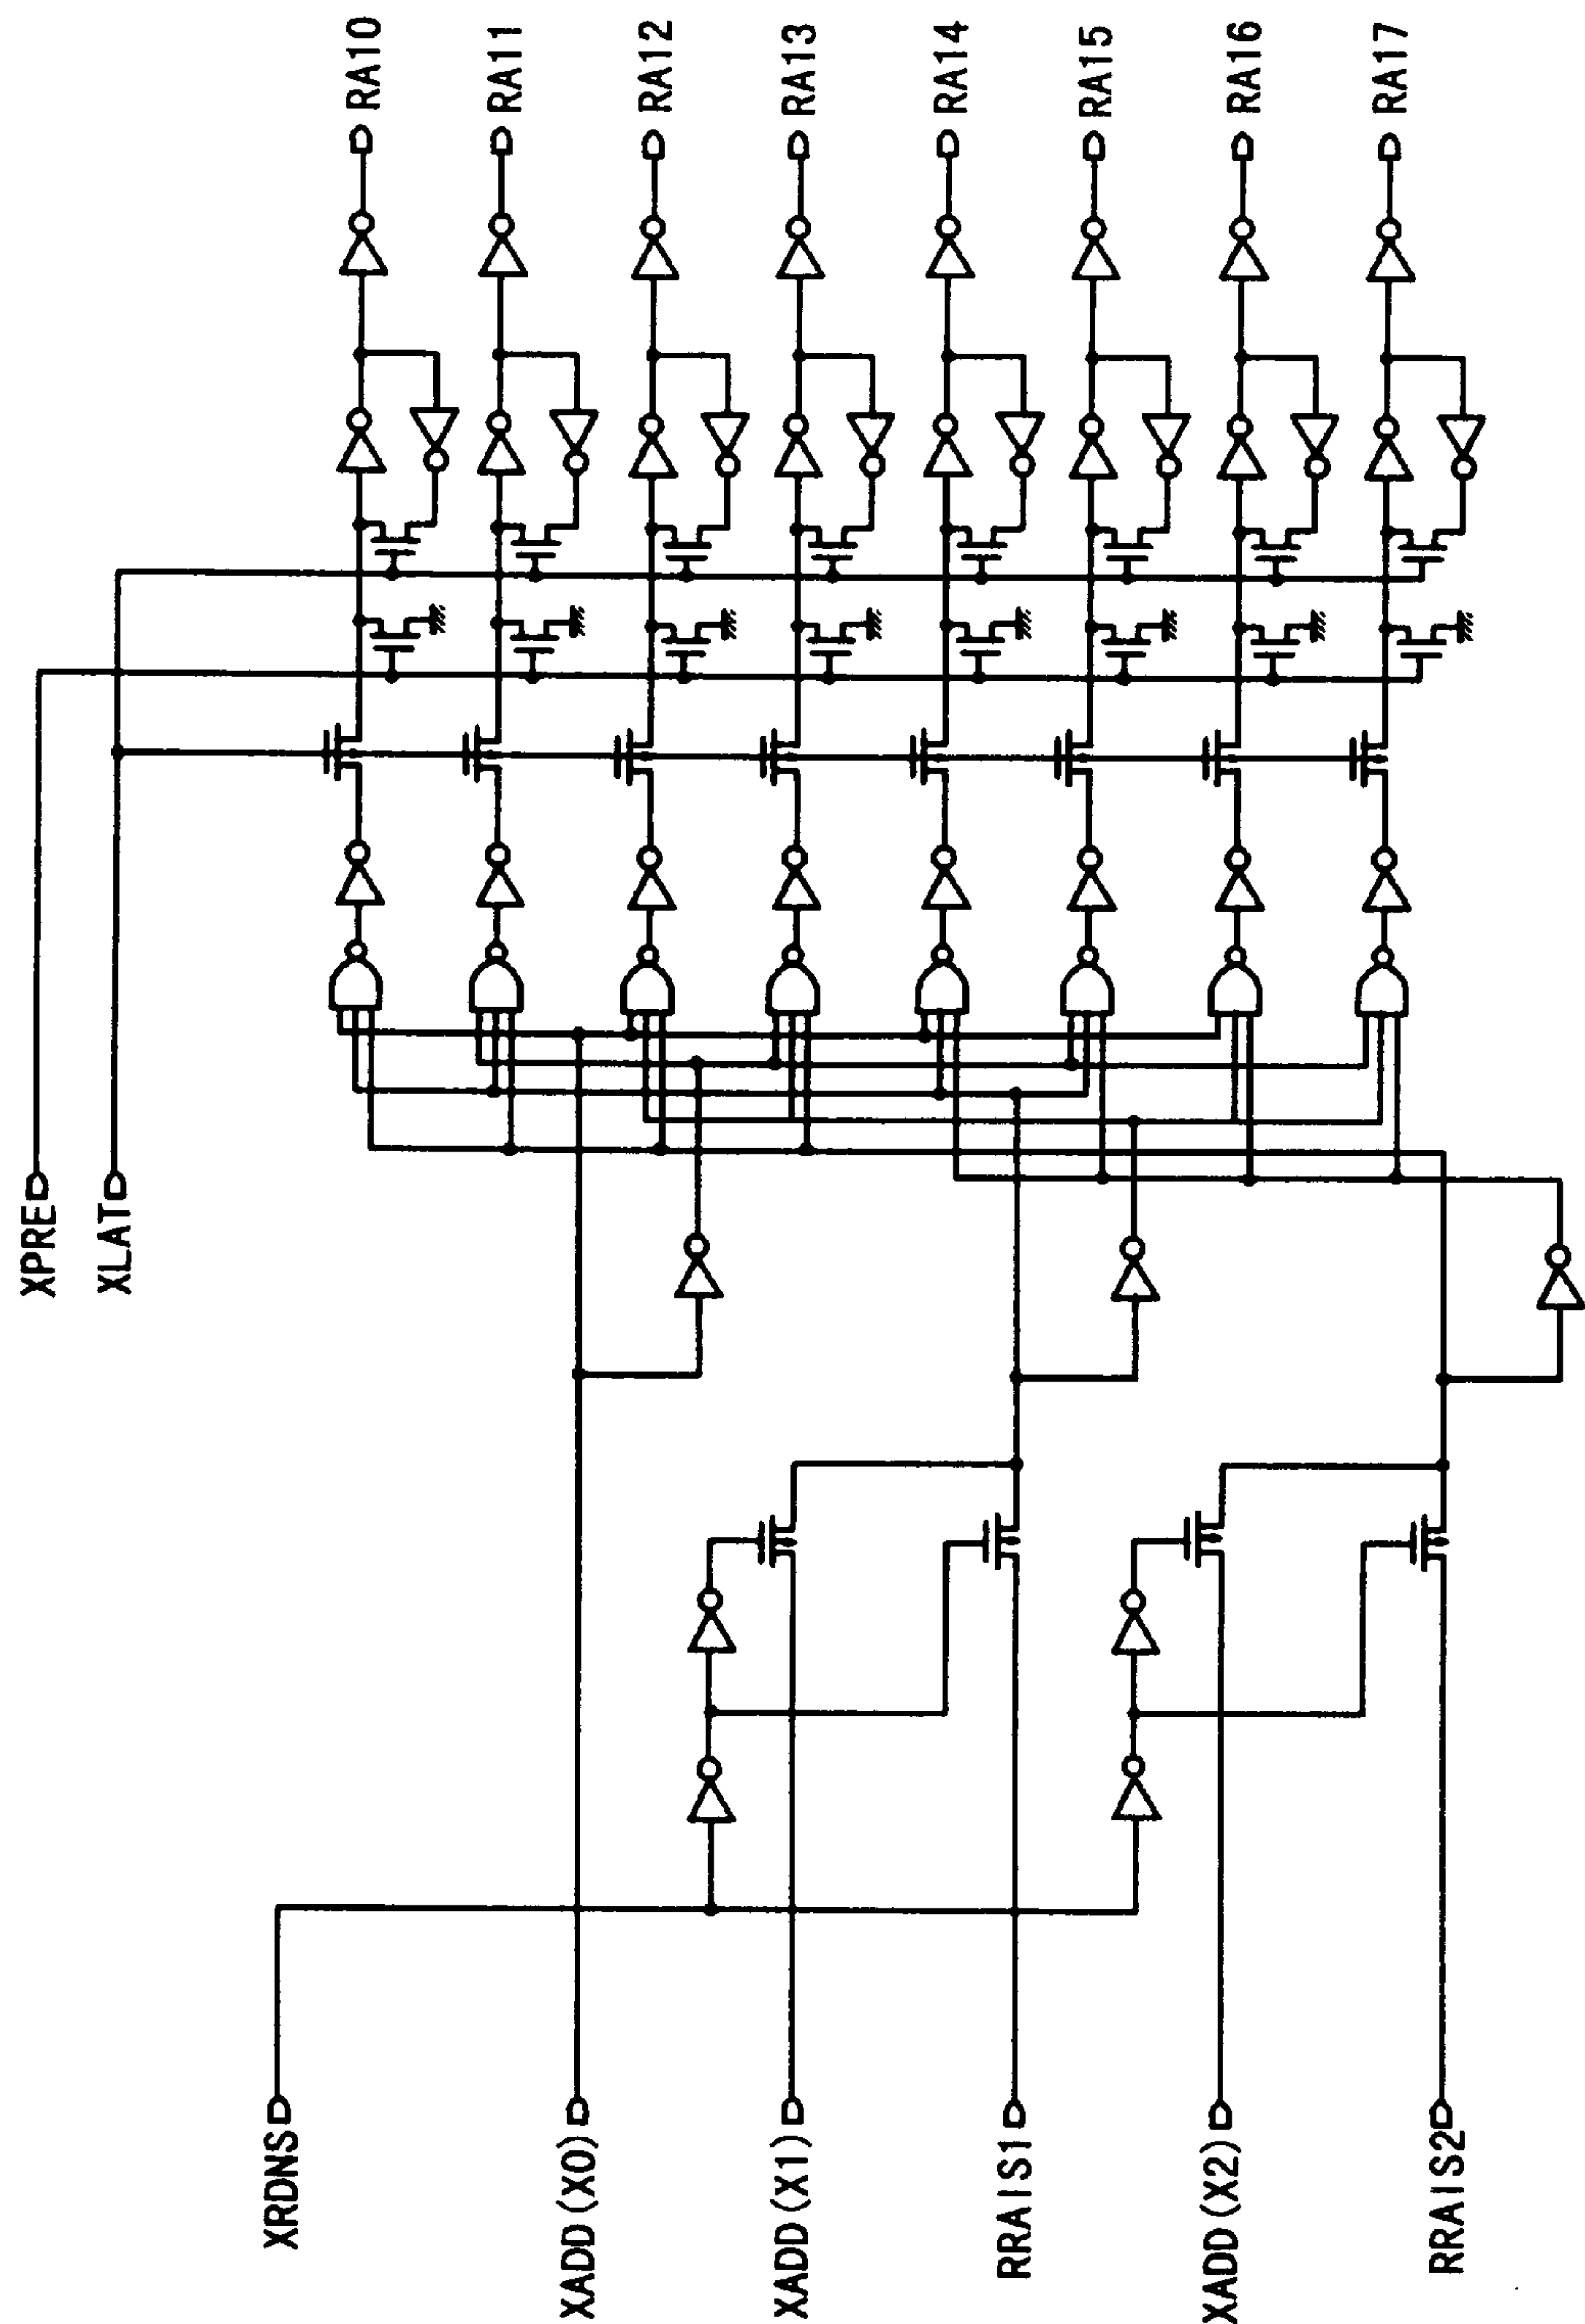 XPRE
XLAT
XRDNS
XADD(X0)
XADD(X1)
RRAIS1
XADD(X2)
RRAIS2
RA10
RA11
RA12
RA13
RA14
RA15
RA16
RA17